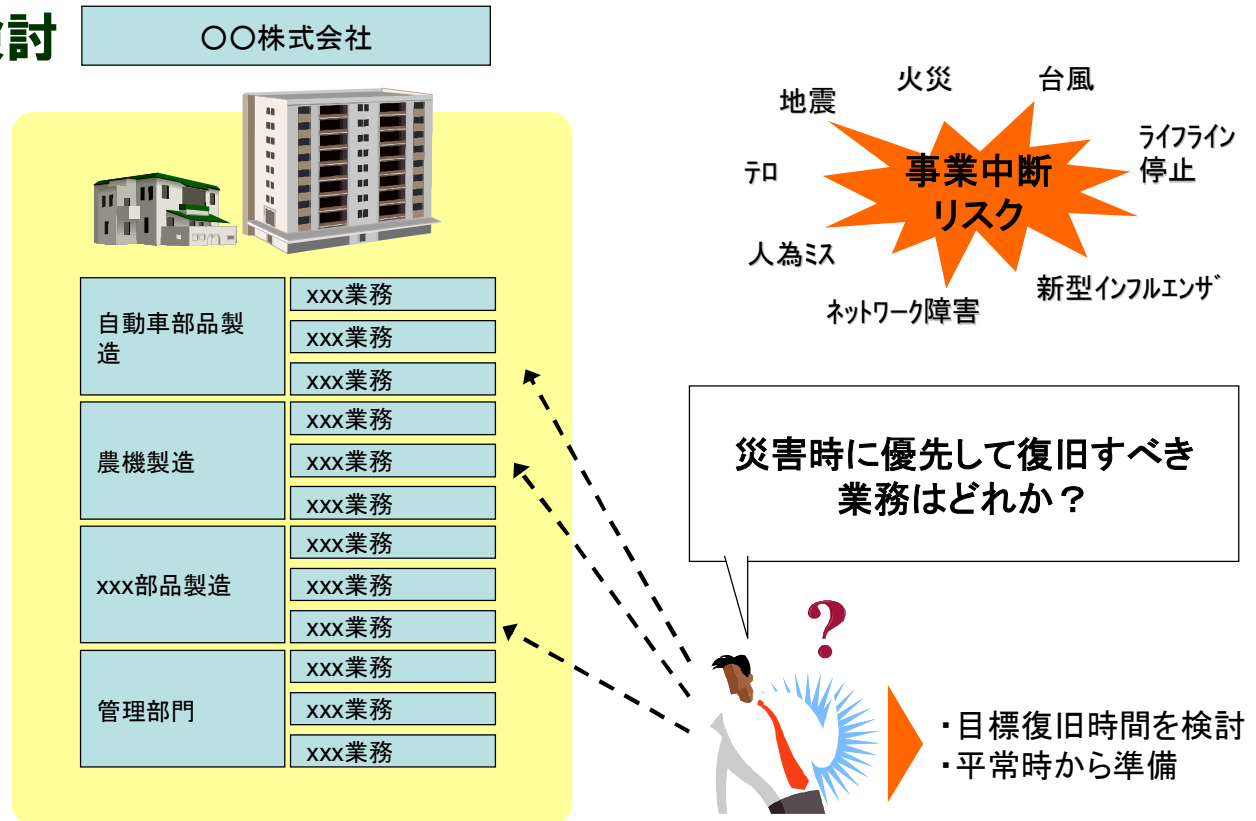 検討
〇〇株式会社
自動車部品製
造
xxx業務
xxx業務
xxx業務
農機製造
xxx業務
xxx業務
xxx業務
xxx部品製造
xxx業務
xxx業務
xxx業務
管理部門
xxx業務
xxx業務
xxx業務
火災
台風
地震
ﾗｲﾌﾗｲﾝ
停止
ﾃﾛ
事業中断
リスク
人為ﾐｽ
新型ｲﾝﾌﾙｴﾝｻﾞ
ﾈｯﾄﾜｰｸ障害
災害時に優先して復旧すべき
業務はどれか？
?
・目標復旧時間を検討
・平常時から準備